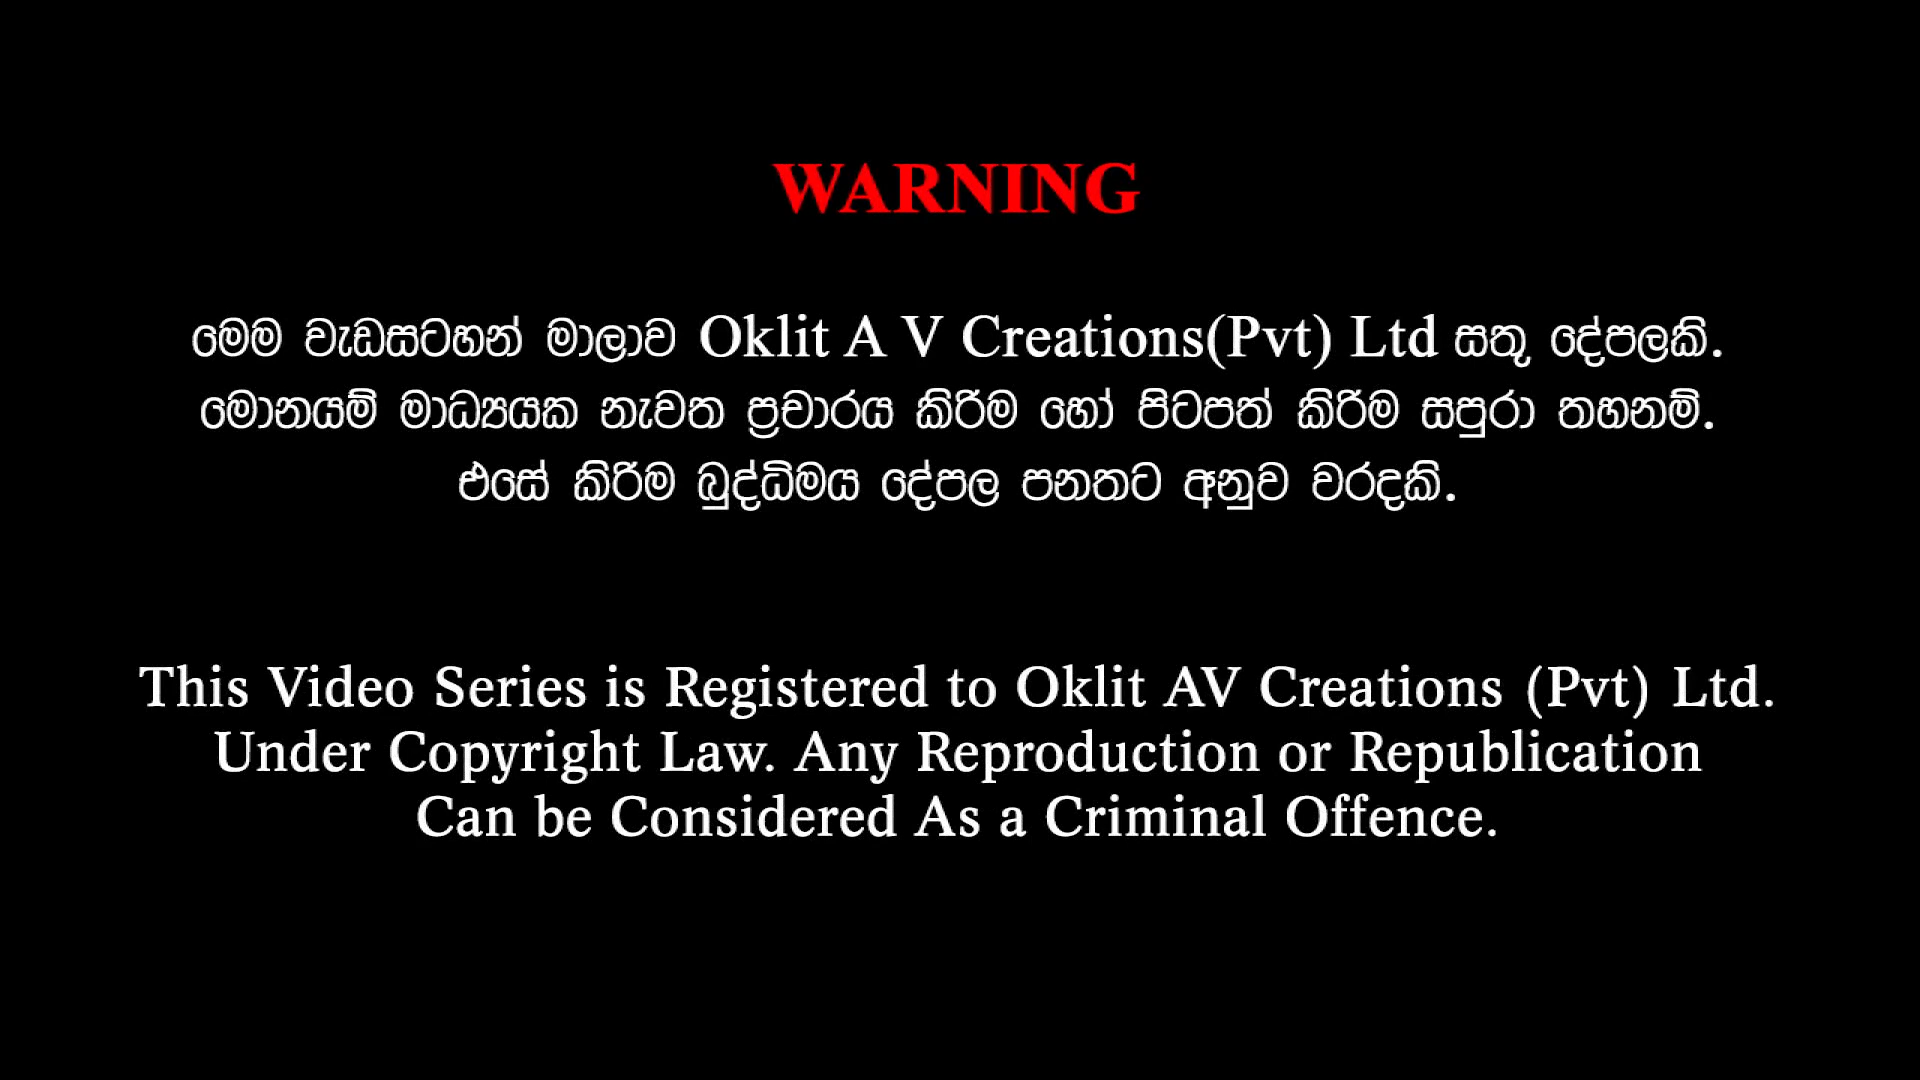 WARNING
මෙම වැඩසටහන් මාලාව Oklit A V Creations(Pvt) Ltd සතු දේපලකි.
මොනයම් මාධ්‍යයක නැවත ප්‍රචාරය කිරිම හෝ පිටපත් කිරිම සපුරා තහනම්.
එසේ කිරිම බුද්ධිමය දේපල පනතට අනුව වරදකි.
This Video Series is Registered to Oklit AV Creations (Pvt) Ltd.
Under Copyright Law. Any Reproduction or Republication
Can be Considered As a Criminal Offence.